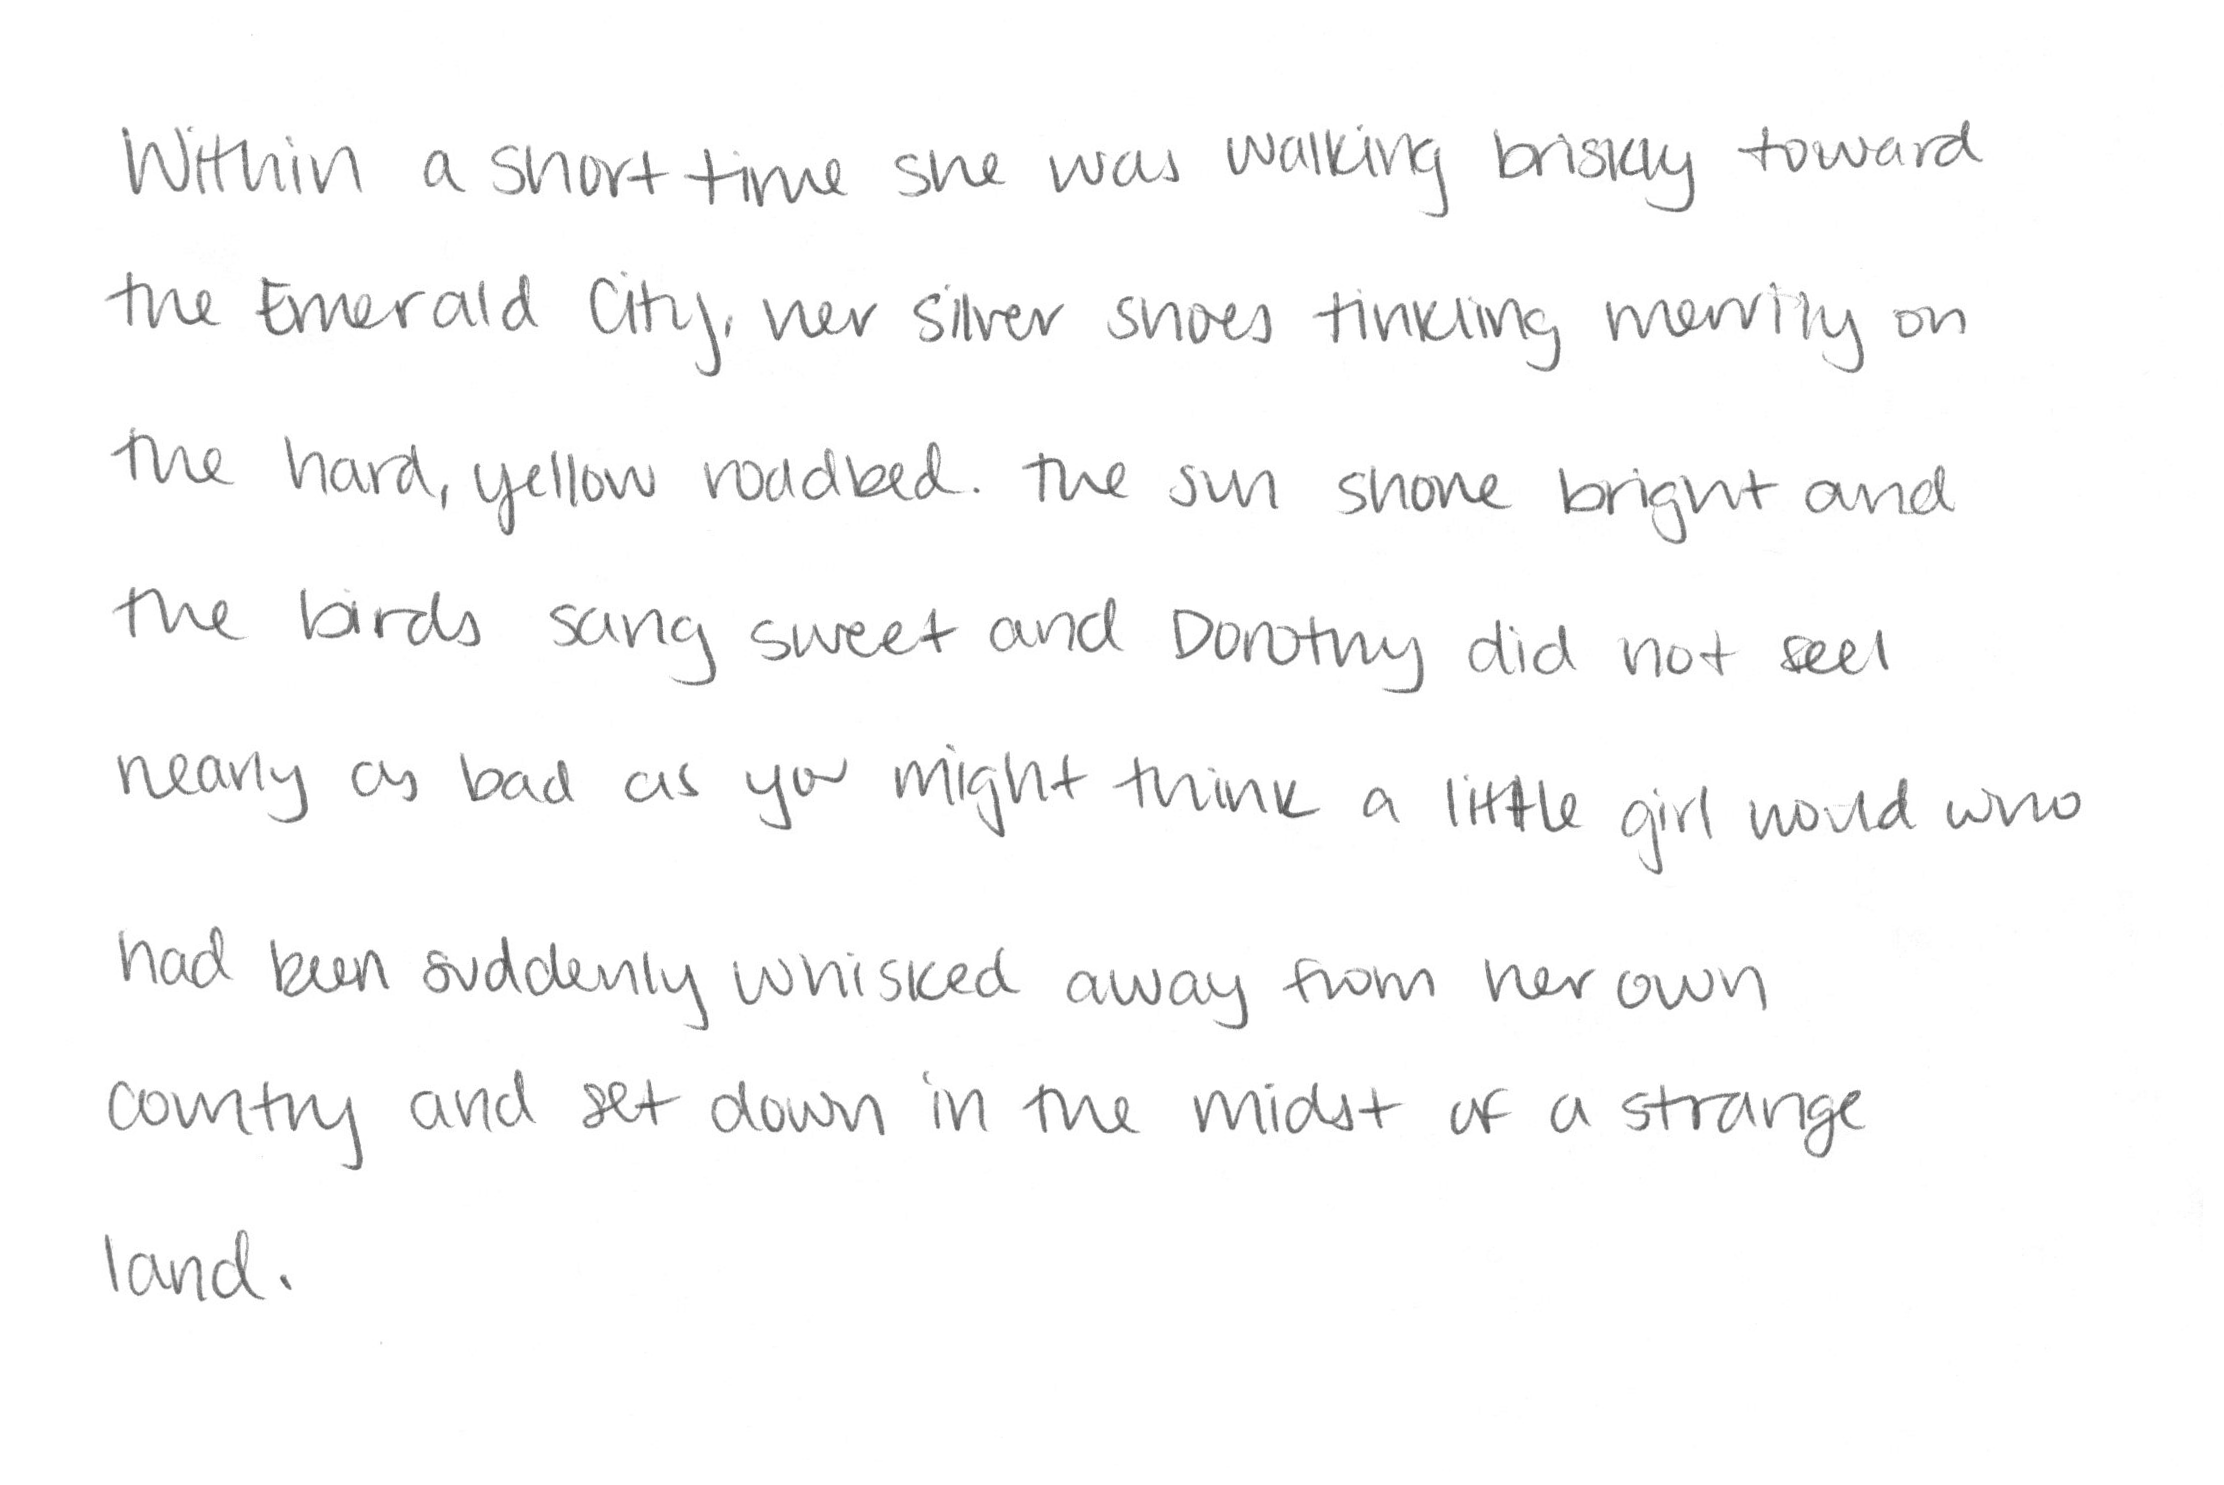 Within a short time she was walking briskly toward
the Emerald City, her silver shoes tinkling merrily on
the hard, yellow roadbed. The sun shone bright and
the birds sang sweet and Dorothy did not seel
nearly as bad as you might think a little girl would who
had been suddenly whisked away from her own
country and set down in the midst of a strange
land.